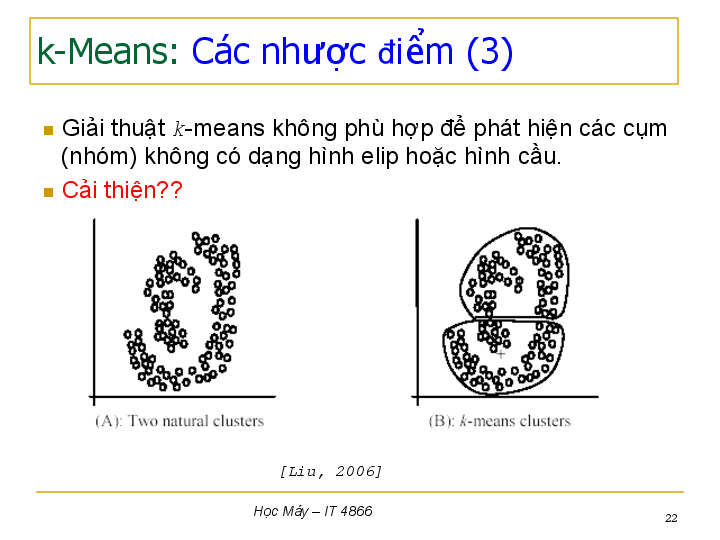 k-Means: Các nhược điểm (3)
Giải thuật k-means không phù hợp để phát hiện các cụm
(nhóm) không có dạng hình elip hoặc hình cầu.
Cải thiện??
(A): Two natural clusters
(B): k-means clusters
[Liu, 2006]
Học Máy – IT 4866
22